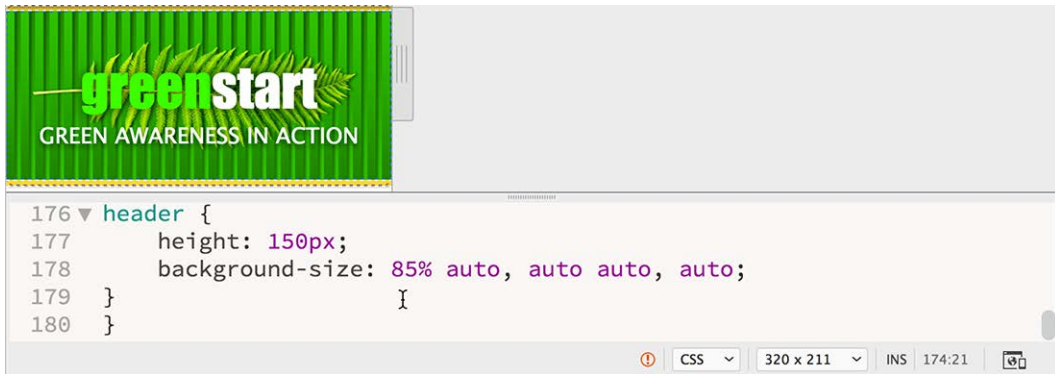 greenstart
GREEN AWARENESS IN ACTION
176 ▼ header {
177 height: 150px;
178 background-size: 85% auto, auto auto, auto;
179 }
180 }
CSS 320 x 211 INS 174:21